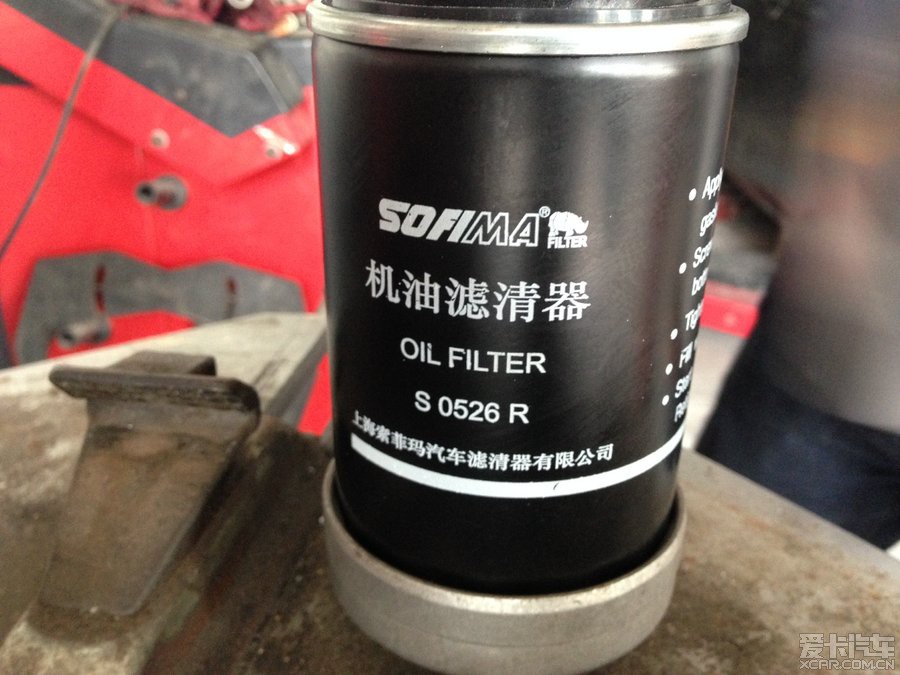 SOFIMA®
FILTER
机油滤清器
OIL FILTER
S 0526 R
上海索菲玛汽车滤清器有限公司
• 
• 
• 
• Fill
•
爱卡汽车
XCAR.COM.CN